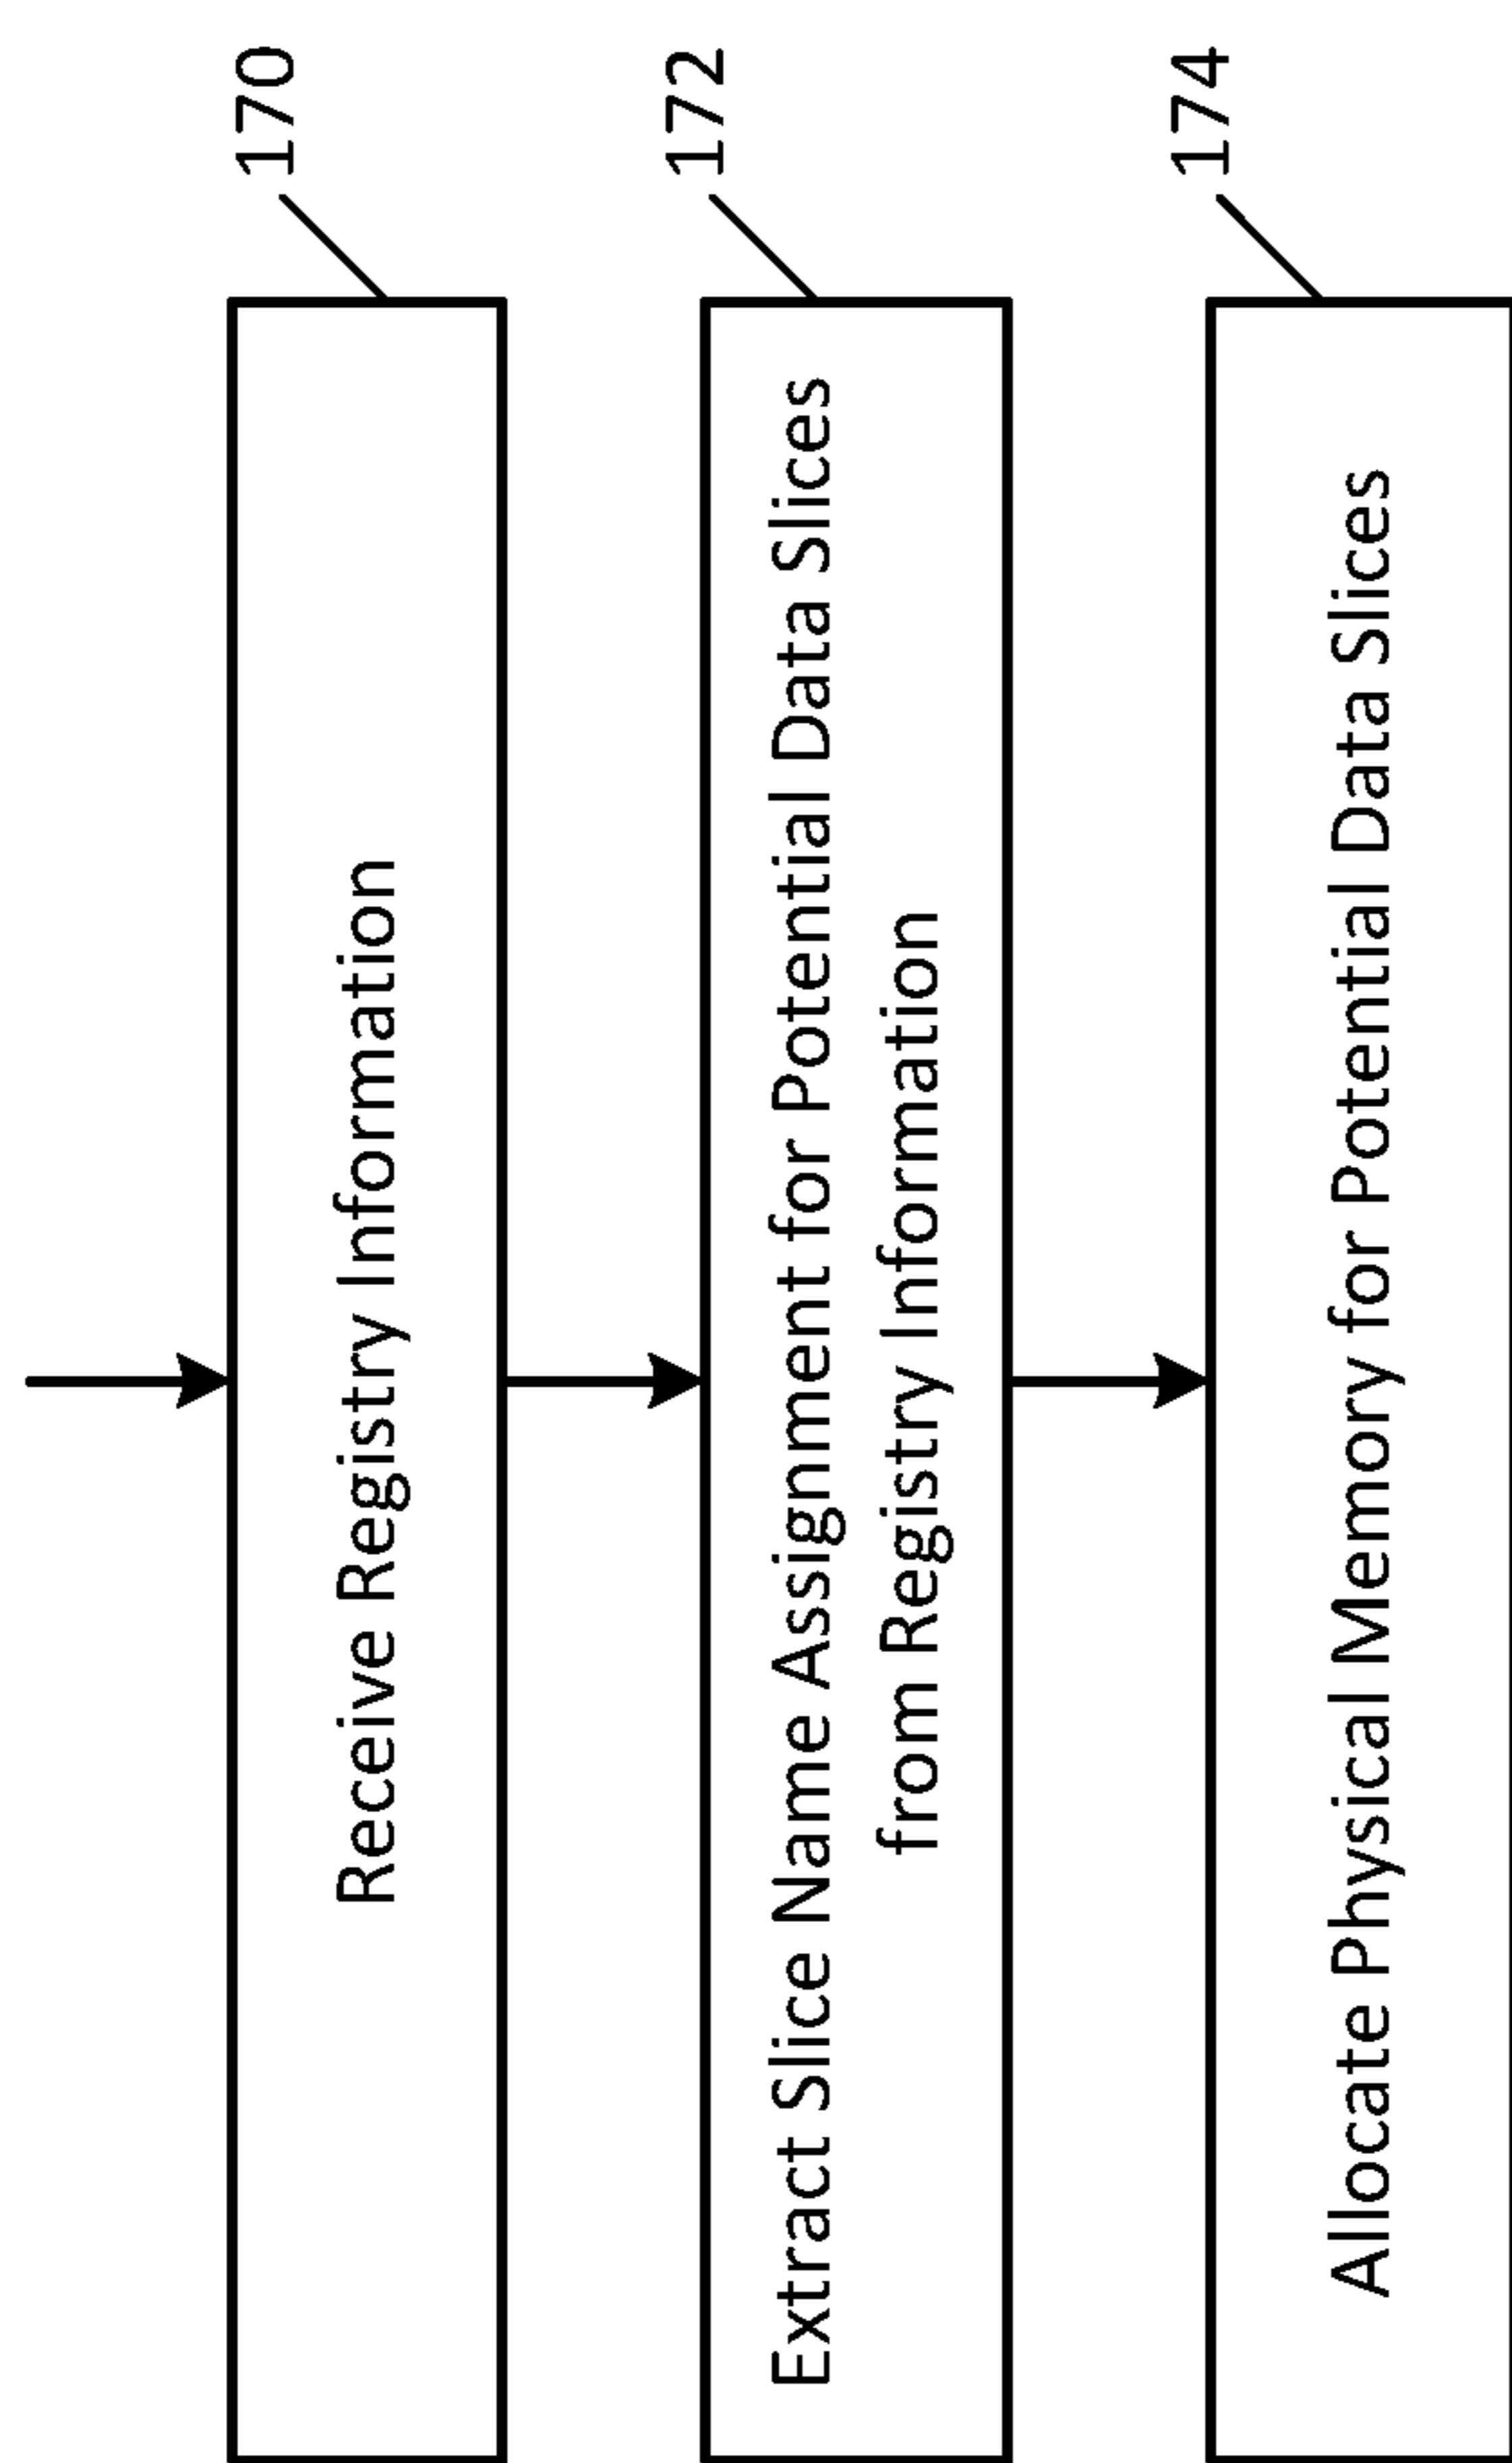 170
Receive Registry Information
172
Extract Slice Name Assignment for Potential Data Slices
from Registry Information
174
Allocate Physical Memory for Potential Data Slices